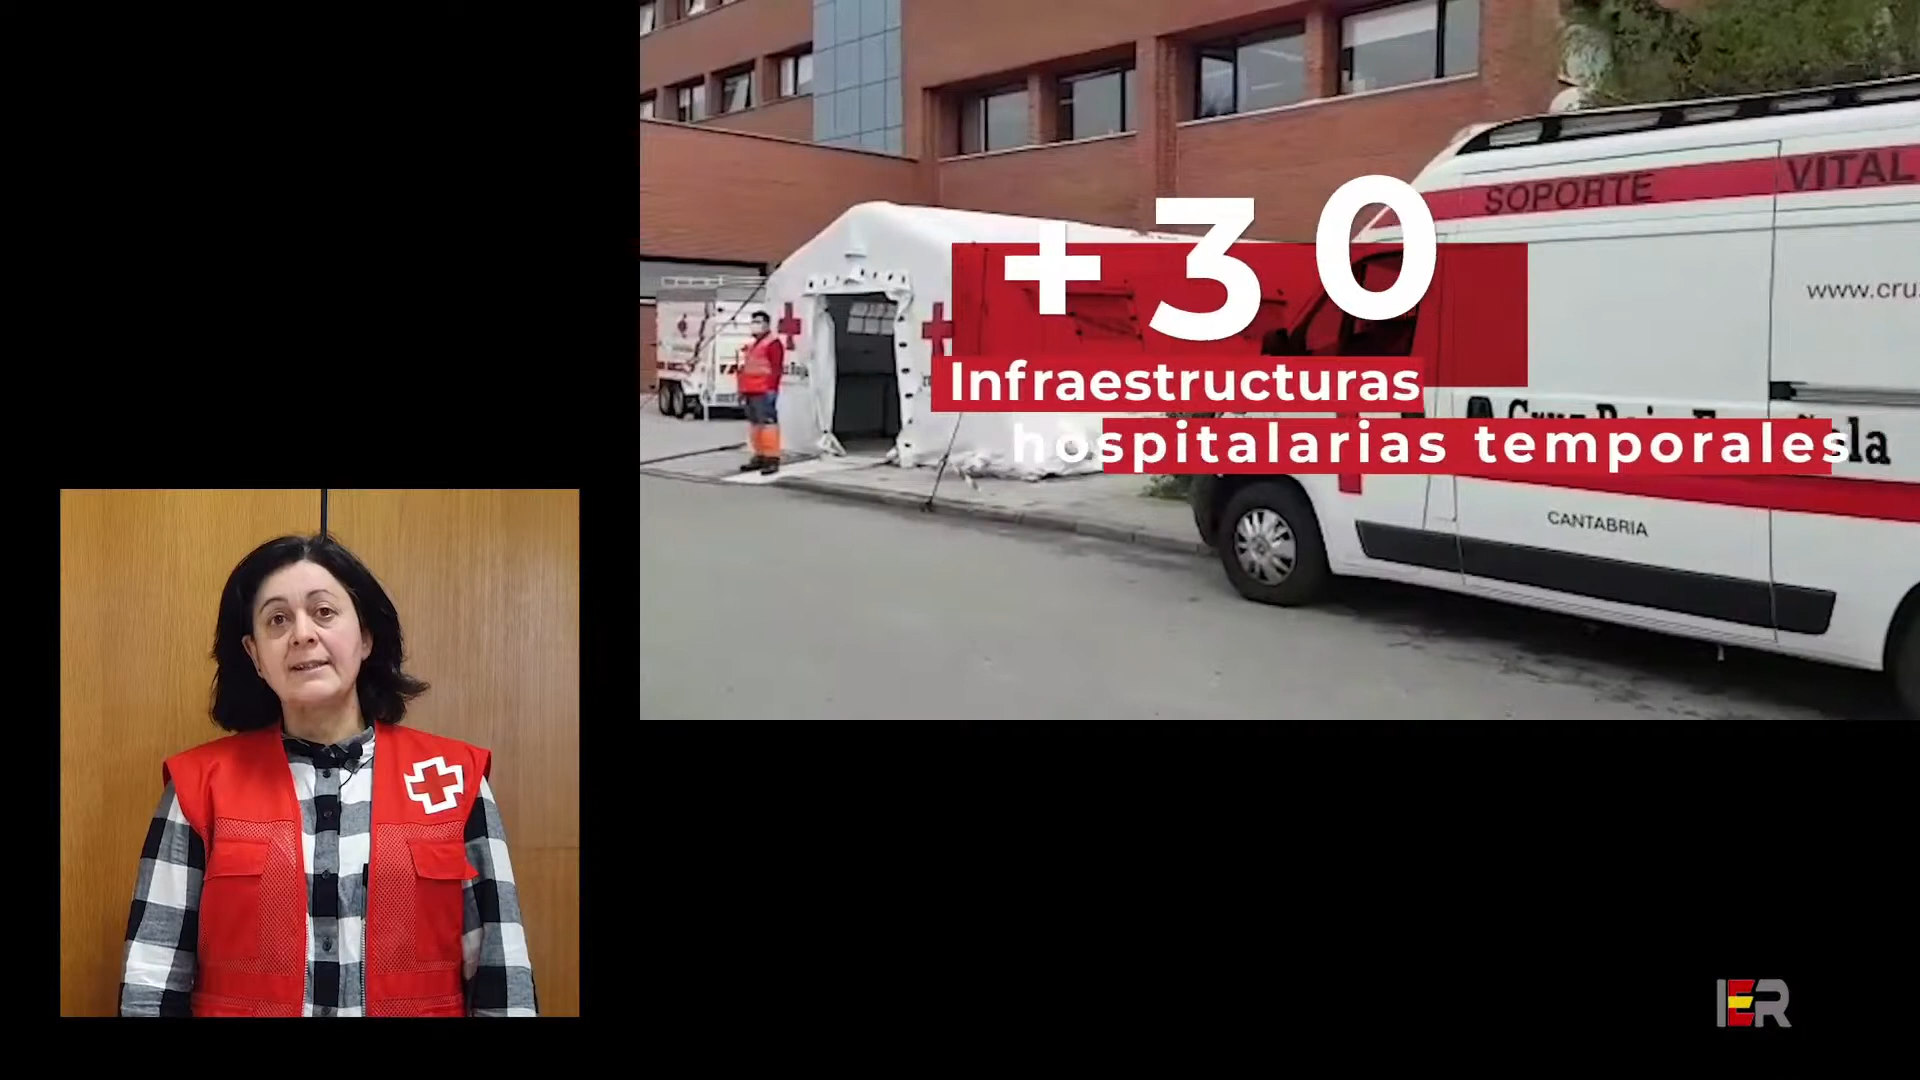 SOPORTE VITAL
www.cru
+30
Infraestructuras
hospitalarias temporales
CANTABRIA
IER